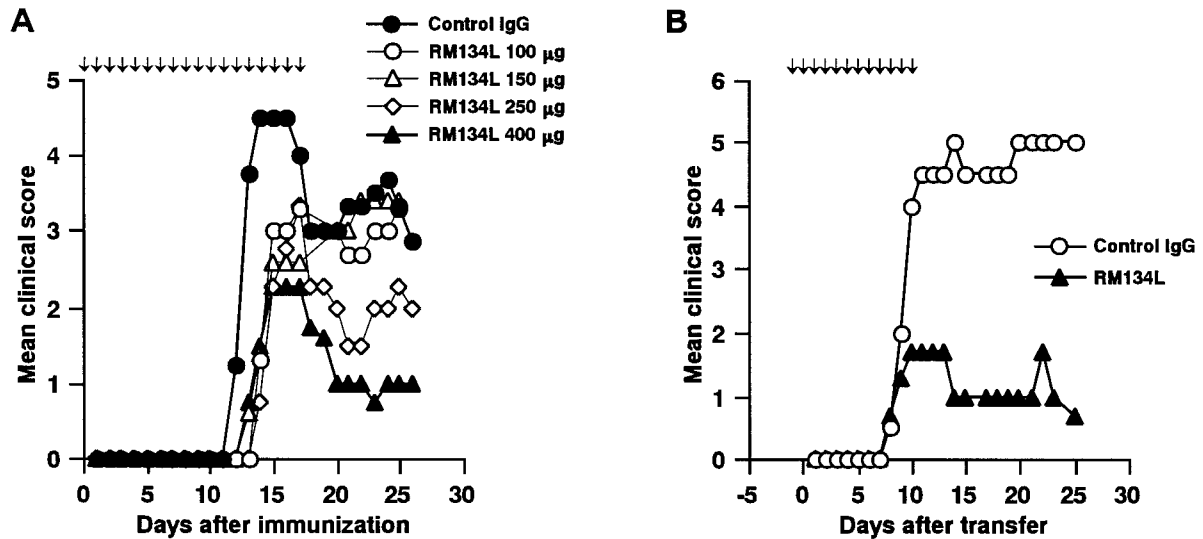 A
Control IgG
RM134L 100 µg
RM134L 150 µg
RM134L 250 µg
RM134L 400 µg
5
4
3
2
1
0
0 5 10 15 20 25 30
Mean clinical score
Days after immunization
B
6
5
4
3
2
1
0
-5 0 5 10 15 20 25 30
Mean clinical score
Days after transfer
Control IgG
RM134L